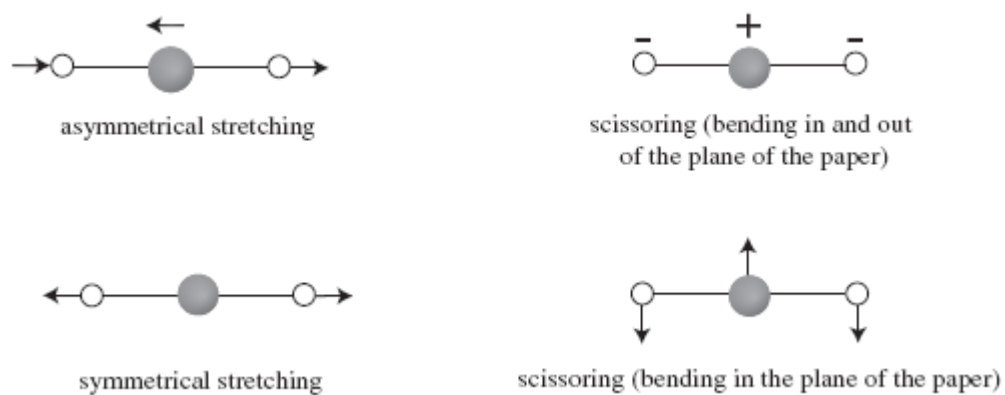 - + -
asymmetrical stretching
scissoring (bending in and out
of the plane of the paper)
symmetrical stretching
scissoring (bending in the plane of the paper)